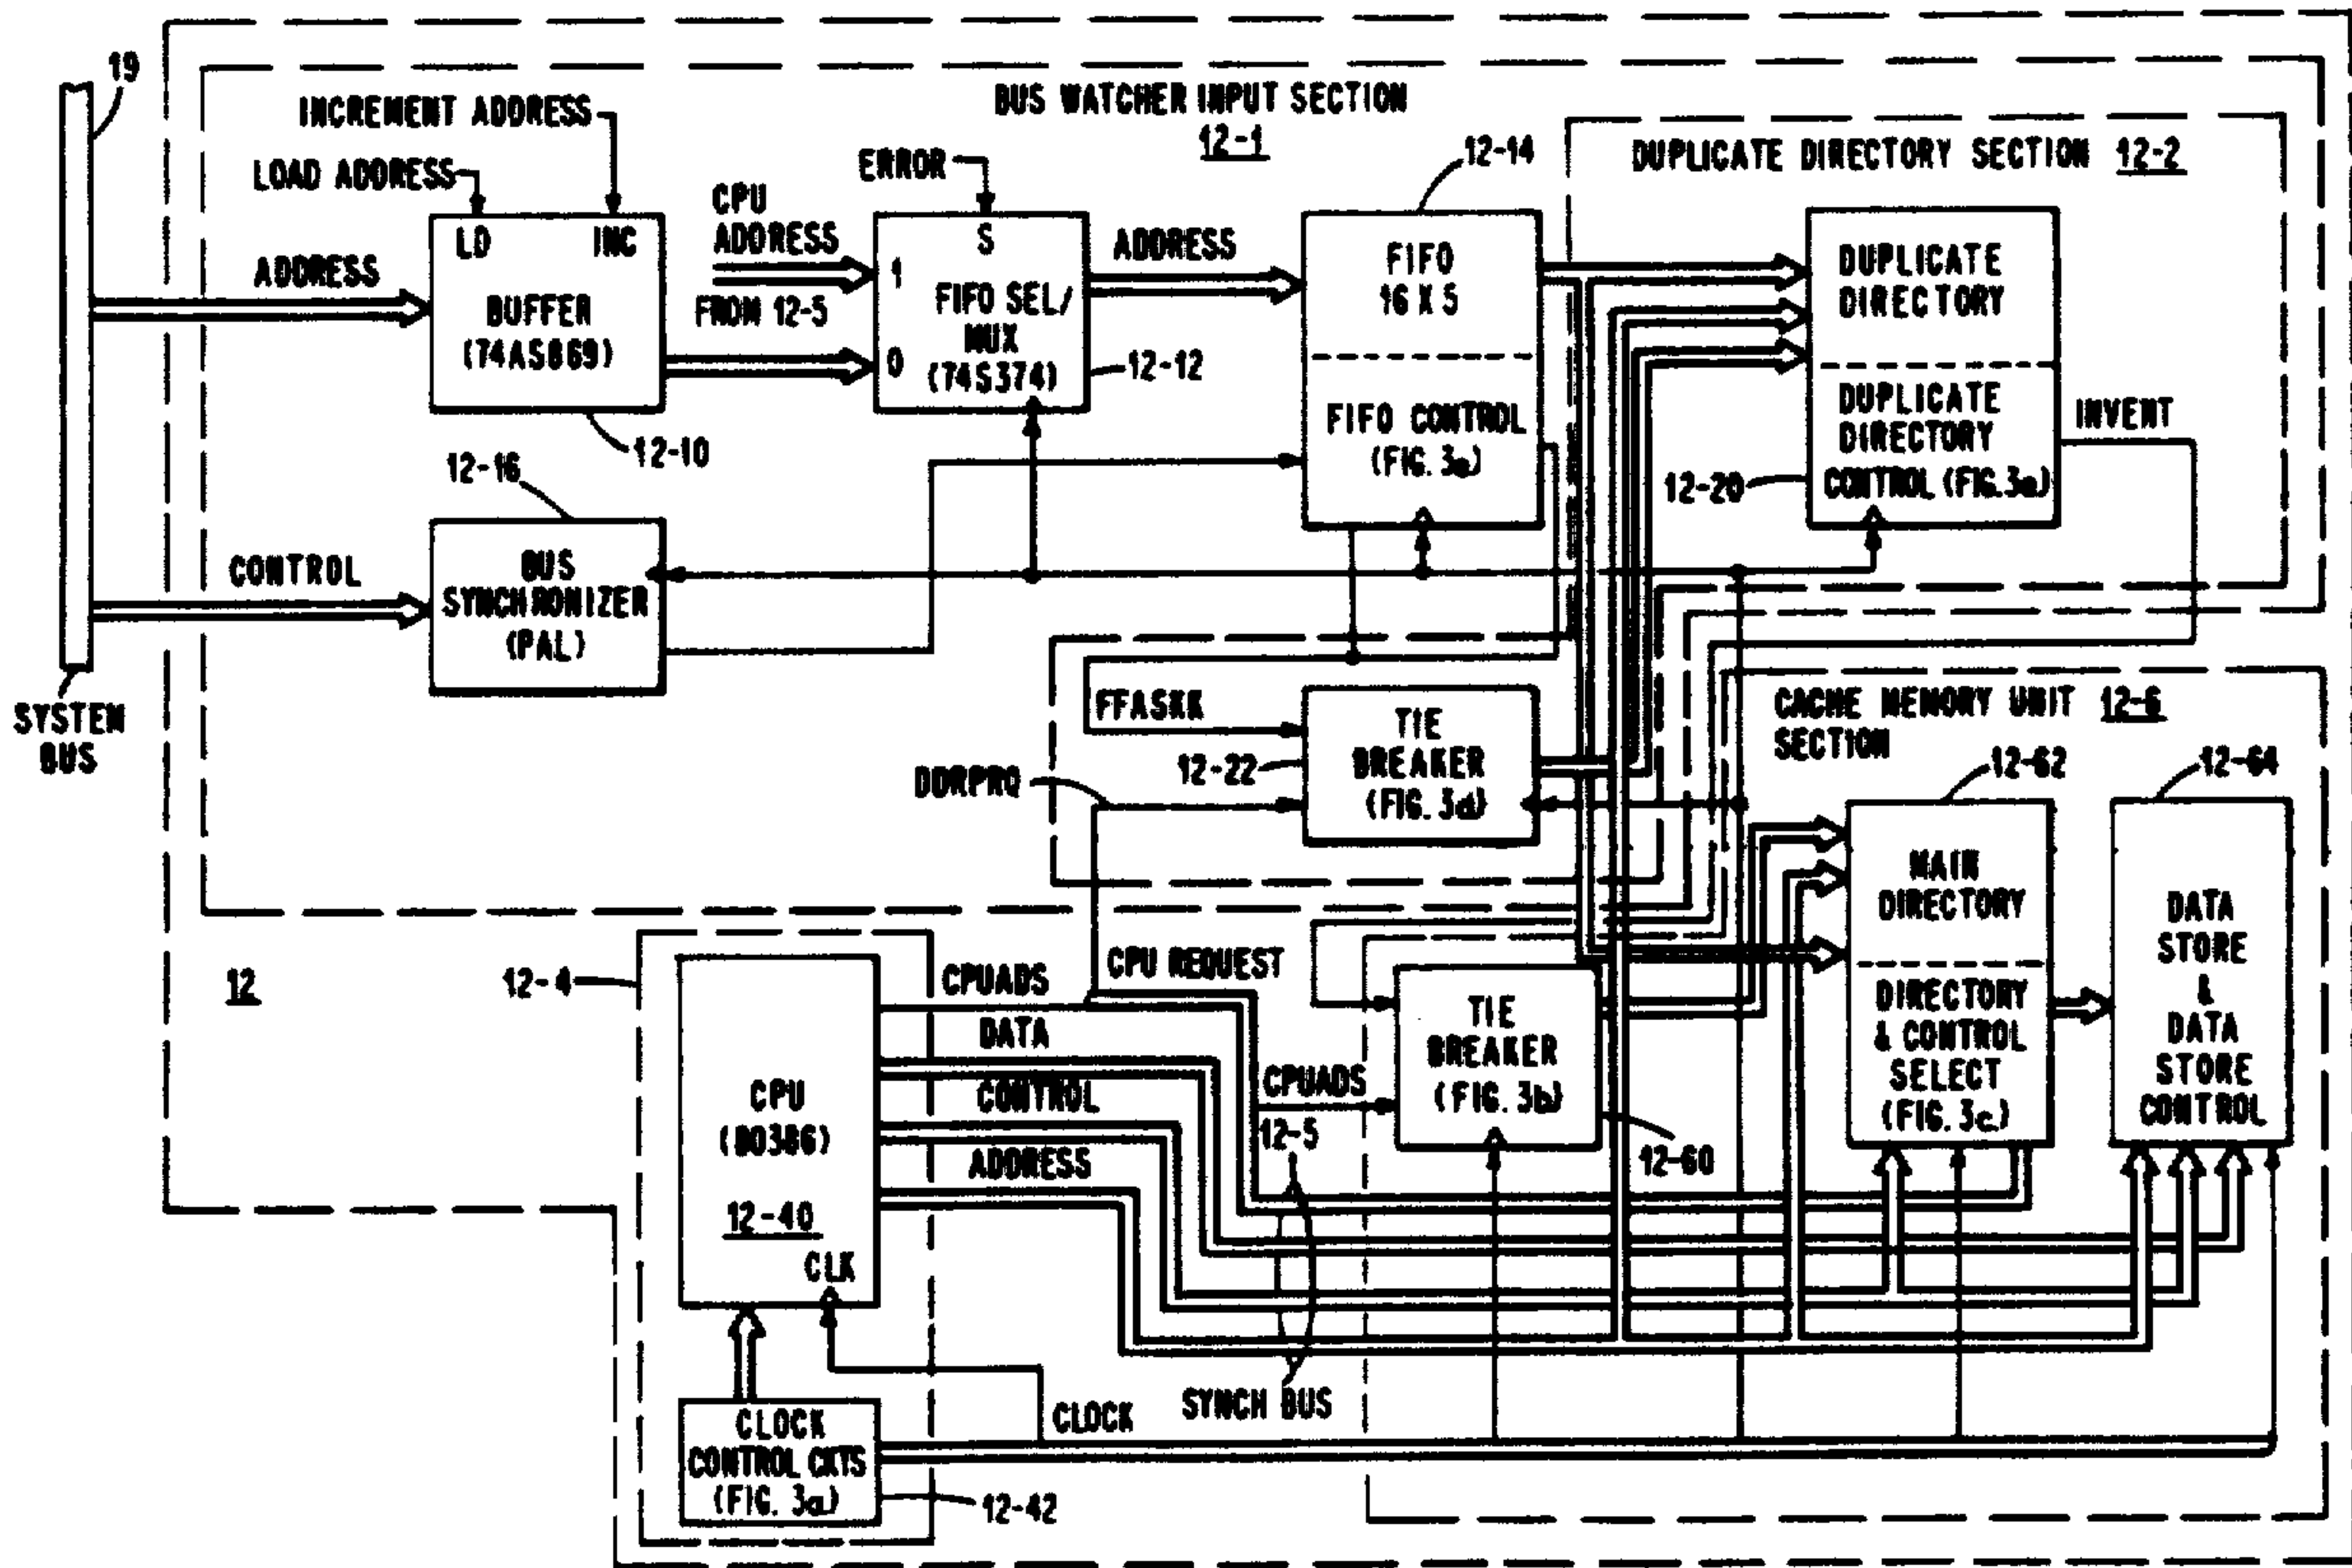 19
INCREMENT ADDRESS
LOAD ADDRESS
ADDRESS
LD INC
BUFFER
(74AS869)
12-10
BUS WATCHER INPUT SECTION
12-1
ERROR
CPU
ADDRESS
FROM 12-5
S
1
0
FIFO SEL/
MUX
(74S374)
12-12
ADDRESS
12-14
FIFO
16 X 5
FIFO CONTROL
(FIG. 3e)
DUPLICATE DIRECTORY SECTION 12-2
DUPLICATE
DIRECTORY
DUPLICATE
DIRECTORY
CONTROL (FIG.3e)
12-20
INVENT
12-16
CONTROL
BUS
SYNCHRONIZER
(PAL)
SYSTEM
BUS
FFASKK
DDRPRQ
12-22
TIE
BREAKER
(FIG. 3d)
CACHE MEMORY UNIT 12-6
SECTION
12-62
12-64
MAIN
DIRECTORY
DIRECTORY
& CONTROL
SELECT
(FIG. 3c)
DATA
STORE
&
DATA
STORE
CONTROL
12
12-4
CPUADS
CPU REQUEST
DATA
CONTROL
ADDRESS
CPU
(80386)
12-40
CLK
CPUADS
12-5
TIE
BREAKER
(FIG. 3b)
12-60
SYNCH BUS
CLOCK
CLOCK
CONTROL CKTS
(FIG. 3a)
12-42